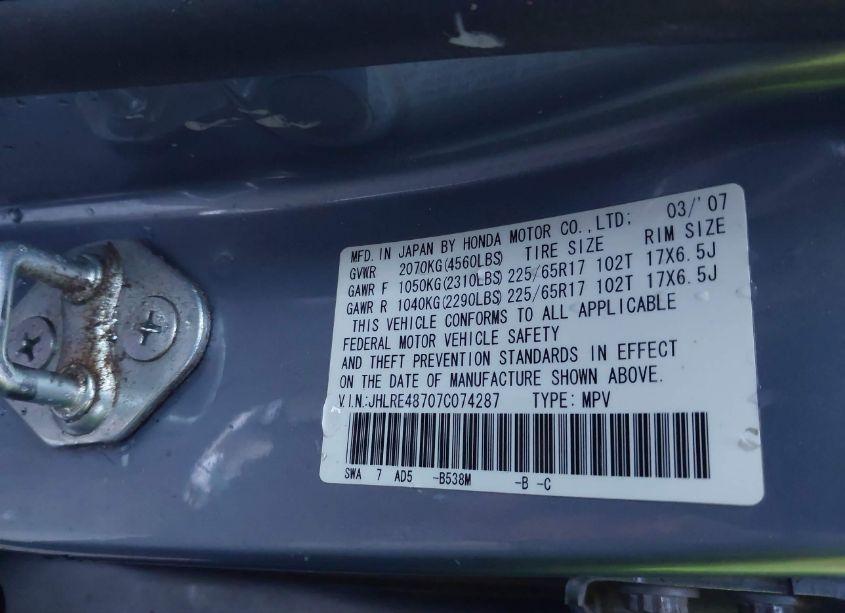 MFD. IN JAPAN BY HONDA MOTOR CO., LTD: 03/'07
GVWR 2070KG(4560LBS) TIRE SIZE RIM SIZE
GAWR F 1050KG(2310LBS) 225/65R17 102T 17X6.5J
GAWR R 1040KG(2290LBS) 225/65R17 102T 17X6.5J
THIS VEHICLE CONFORMS TO ALL APPLICABLE
FEDERAL MOTOR VEHICLE SAFETY
AND THEFT PREVENTION STANDARDS IN EFFECT
ON THE DATE OF MANUFACTURE SHOWN ABOVE.
V.I.N.:JHLRE48707C074287 TYPE: MPV
SWA 7 AD5 -B538M -B -C